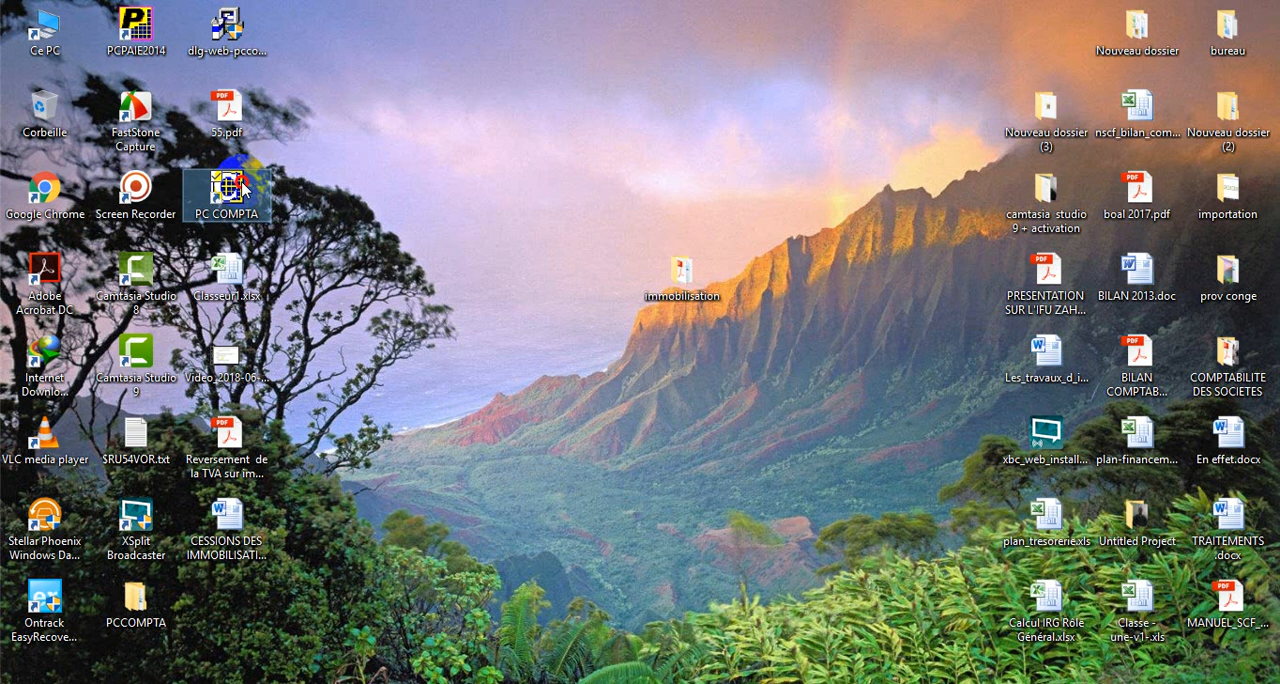 Ce PC
PCPAIE2014
dlg-web-pcco...
Nouveau dossier
bureau
Corbeille
FastStone
Capture
55.pdf
Nouveau dossier
(3)
nscf_bilan_com...
Nouveau dossier
(2)
Google Chrome
Screen Recorder
PC COMPTA
camtasia studio
9 + activation
boal 2017.pdf
importation
Adobe
Acrobat DC
Camtasia Studio
8
Classeur1.xlsx
immobilisation
PRESENTATION
SUR L'IFU ZAH...
BILAN 2013.doc
prov conge
Internet
Downlo...
Camtasia Studio
9
Video_2018-06-...
Les_travaux_d_i...
BILAN
COMPTAB...
COMPTABILITE
DES SOCIETES
VLC media player
SRU54VOR.txt
Reversement de
la TVA sur im...
xbc_web_install...
plan-financem...
En effet.docx
Stellar Phoenix
Windows Da...
XSplit
Broadcaster
CESSIONS DES
IMMOBILISATI...
plan_tresorerie.xls
Untitled Project
TRAITEMENTS
.docx
Ontrack
EasyRecove...
PCCOMPTA
Calcul IRG Rôle
Général.xlsx
Classe -
une-v1-.xls
MANUEL_SCF_...